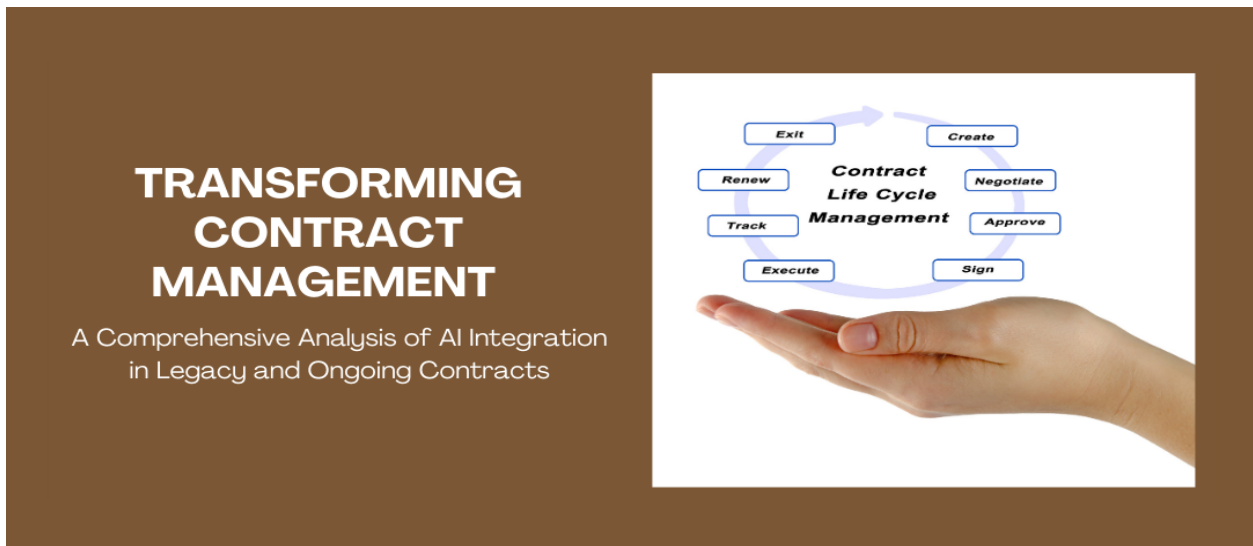 TRANSFORMING
CONTRACT
MANAGEMENT
A Comprehensive Analysis of AI Integration
in Legacy and Ongoing Contracts
Contract
Life Cycle
Management
Create
Negotiate
Approve
Sign
Execute
Track
Renew
Exit